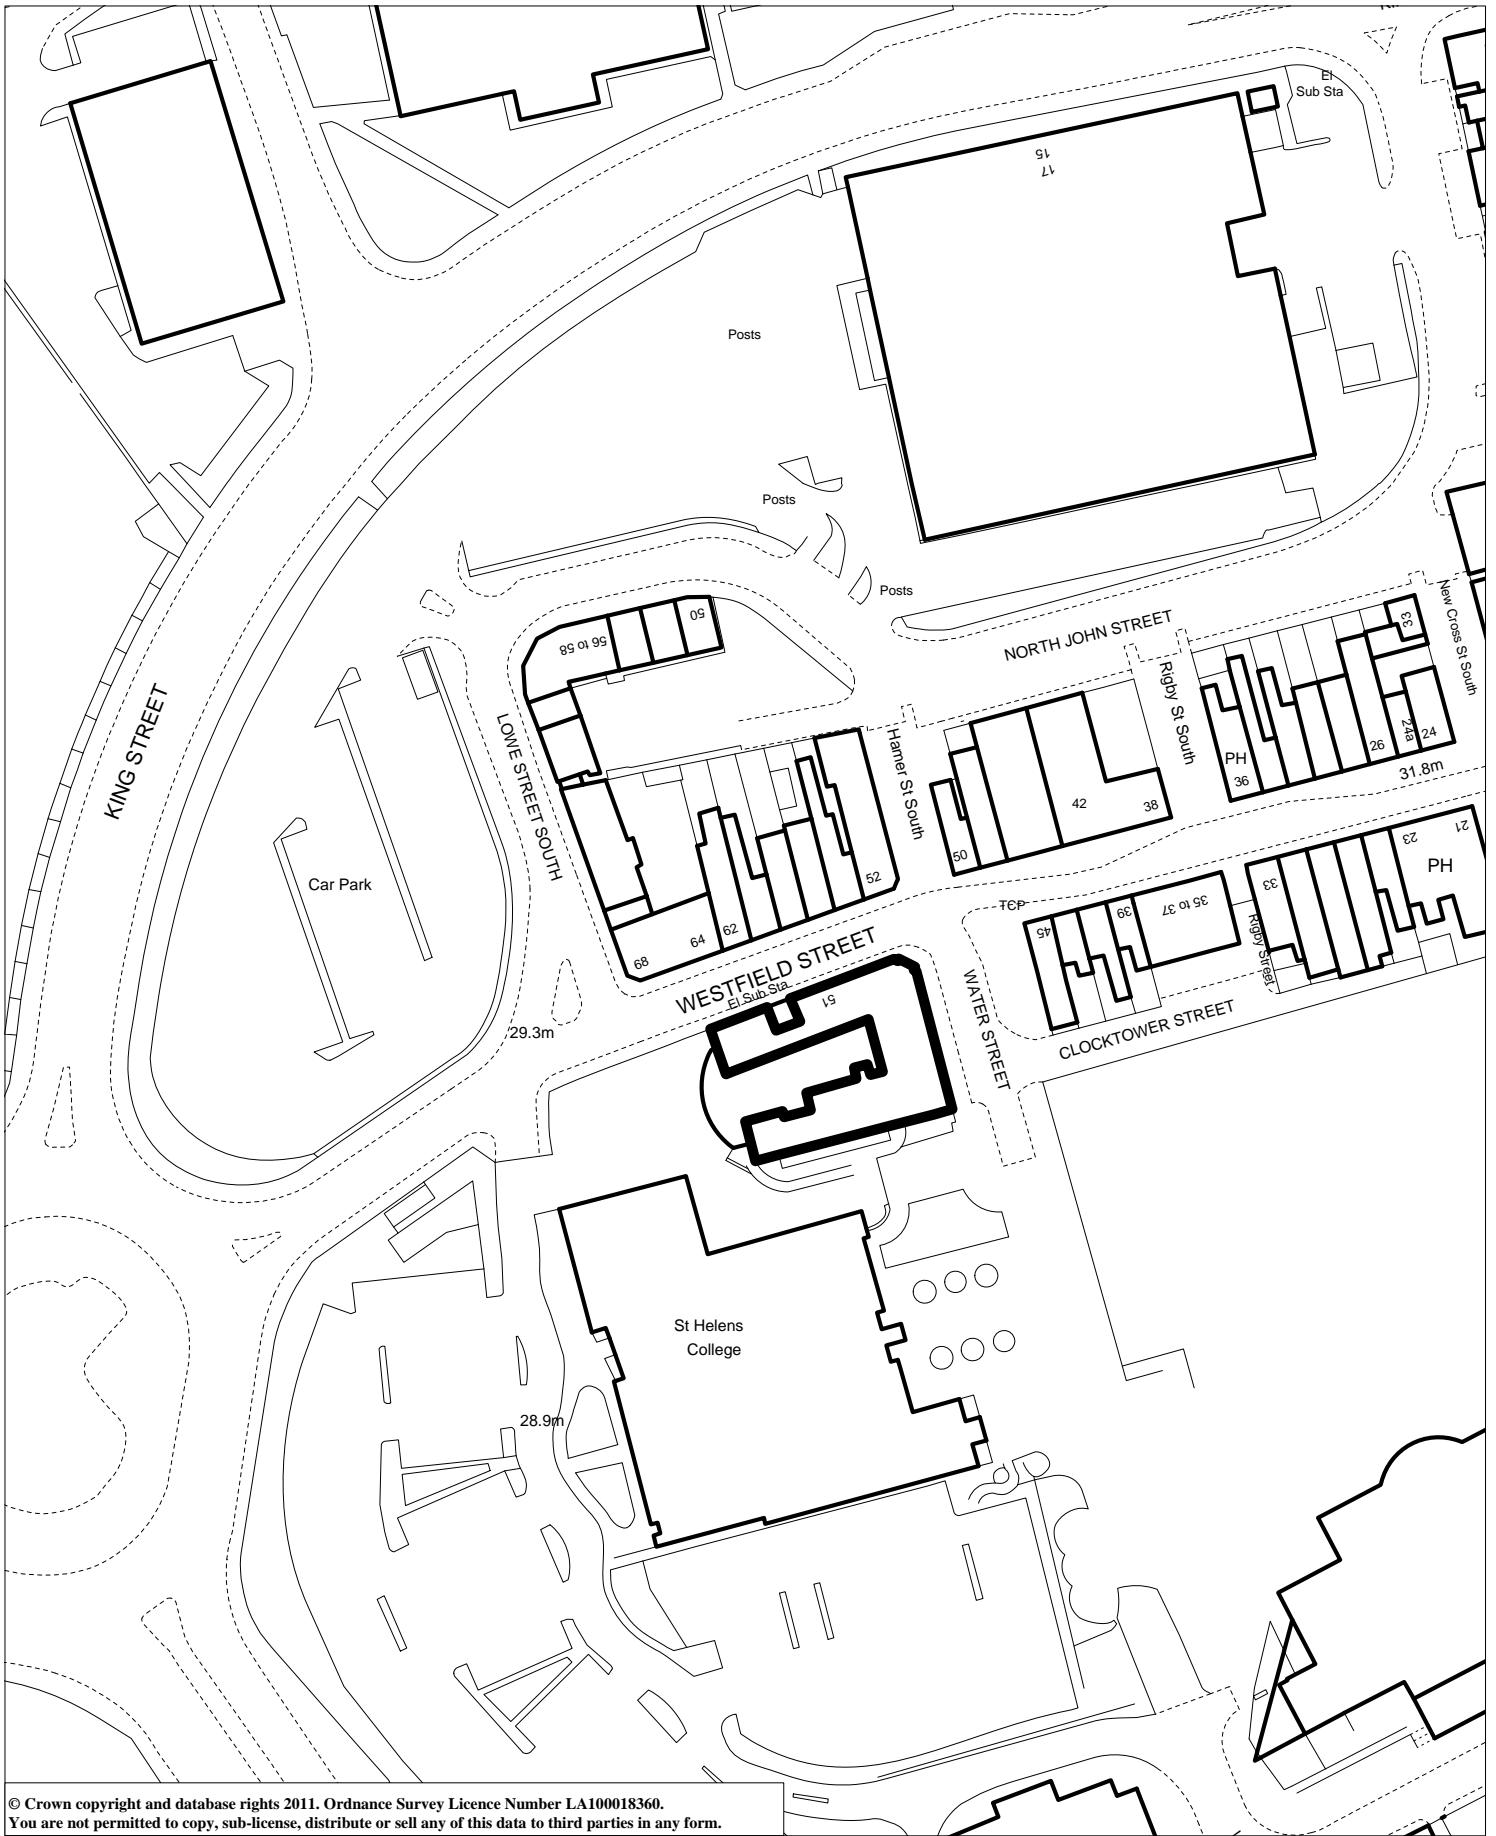 El
Sub Sta
15
17
Posts
Posts
Posts
NORTH JOHN STREET
New Cross St South
33
50
56 to 58
Rigby St South
KING STREET
LOWE STREET SOUTH
Hamer St South
PH
36
26
24a
24
31.8m
42
38
50
52
Car Park
62
64
68
21
23
PH
33
35 to 37
39
45
TCP
Rigby Street
WESTFIELD STREET
El Sub Sta
51
WATER STREET
CLOCKTOWER STREET
29.3m
St Helens
College
28.9m
© Crown copyright and database rights 2011. Ordnance Survey Licence Number LA100018360.
You are not permitted to copy, sub-license, distribute or sell any of this data to third parties in any form.